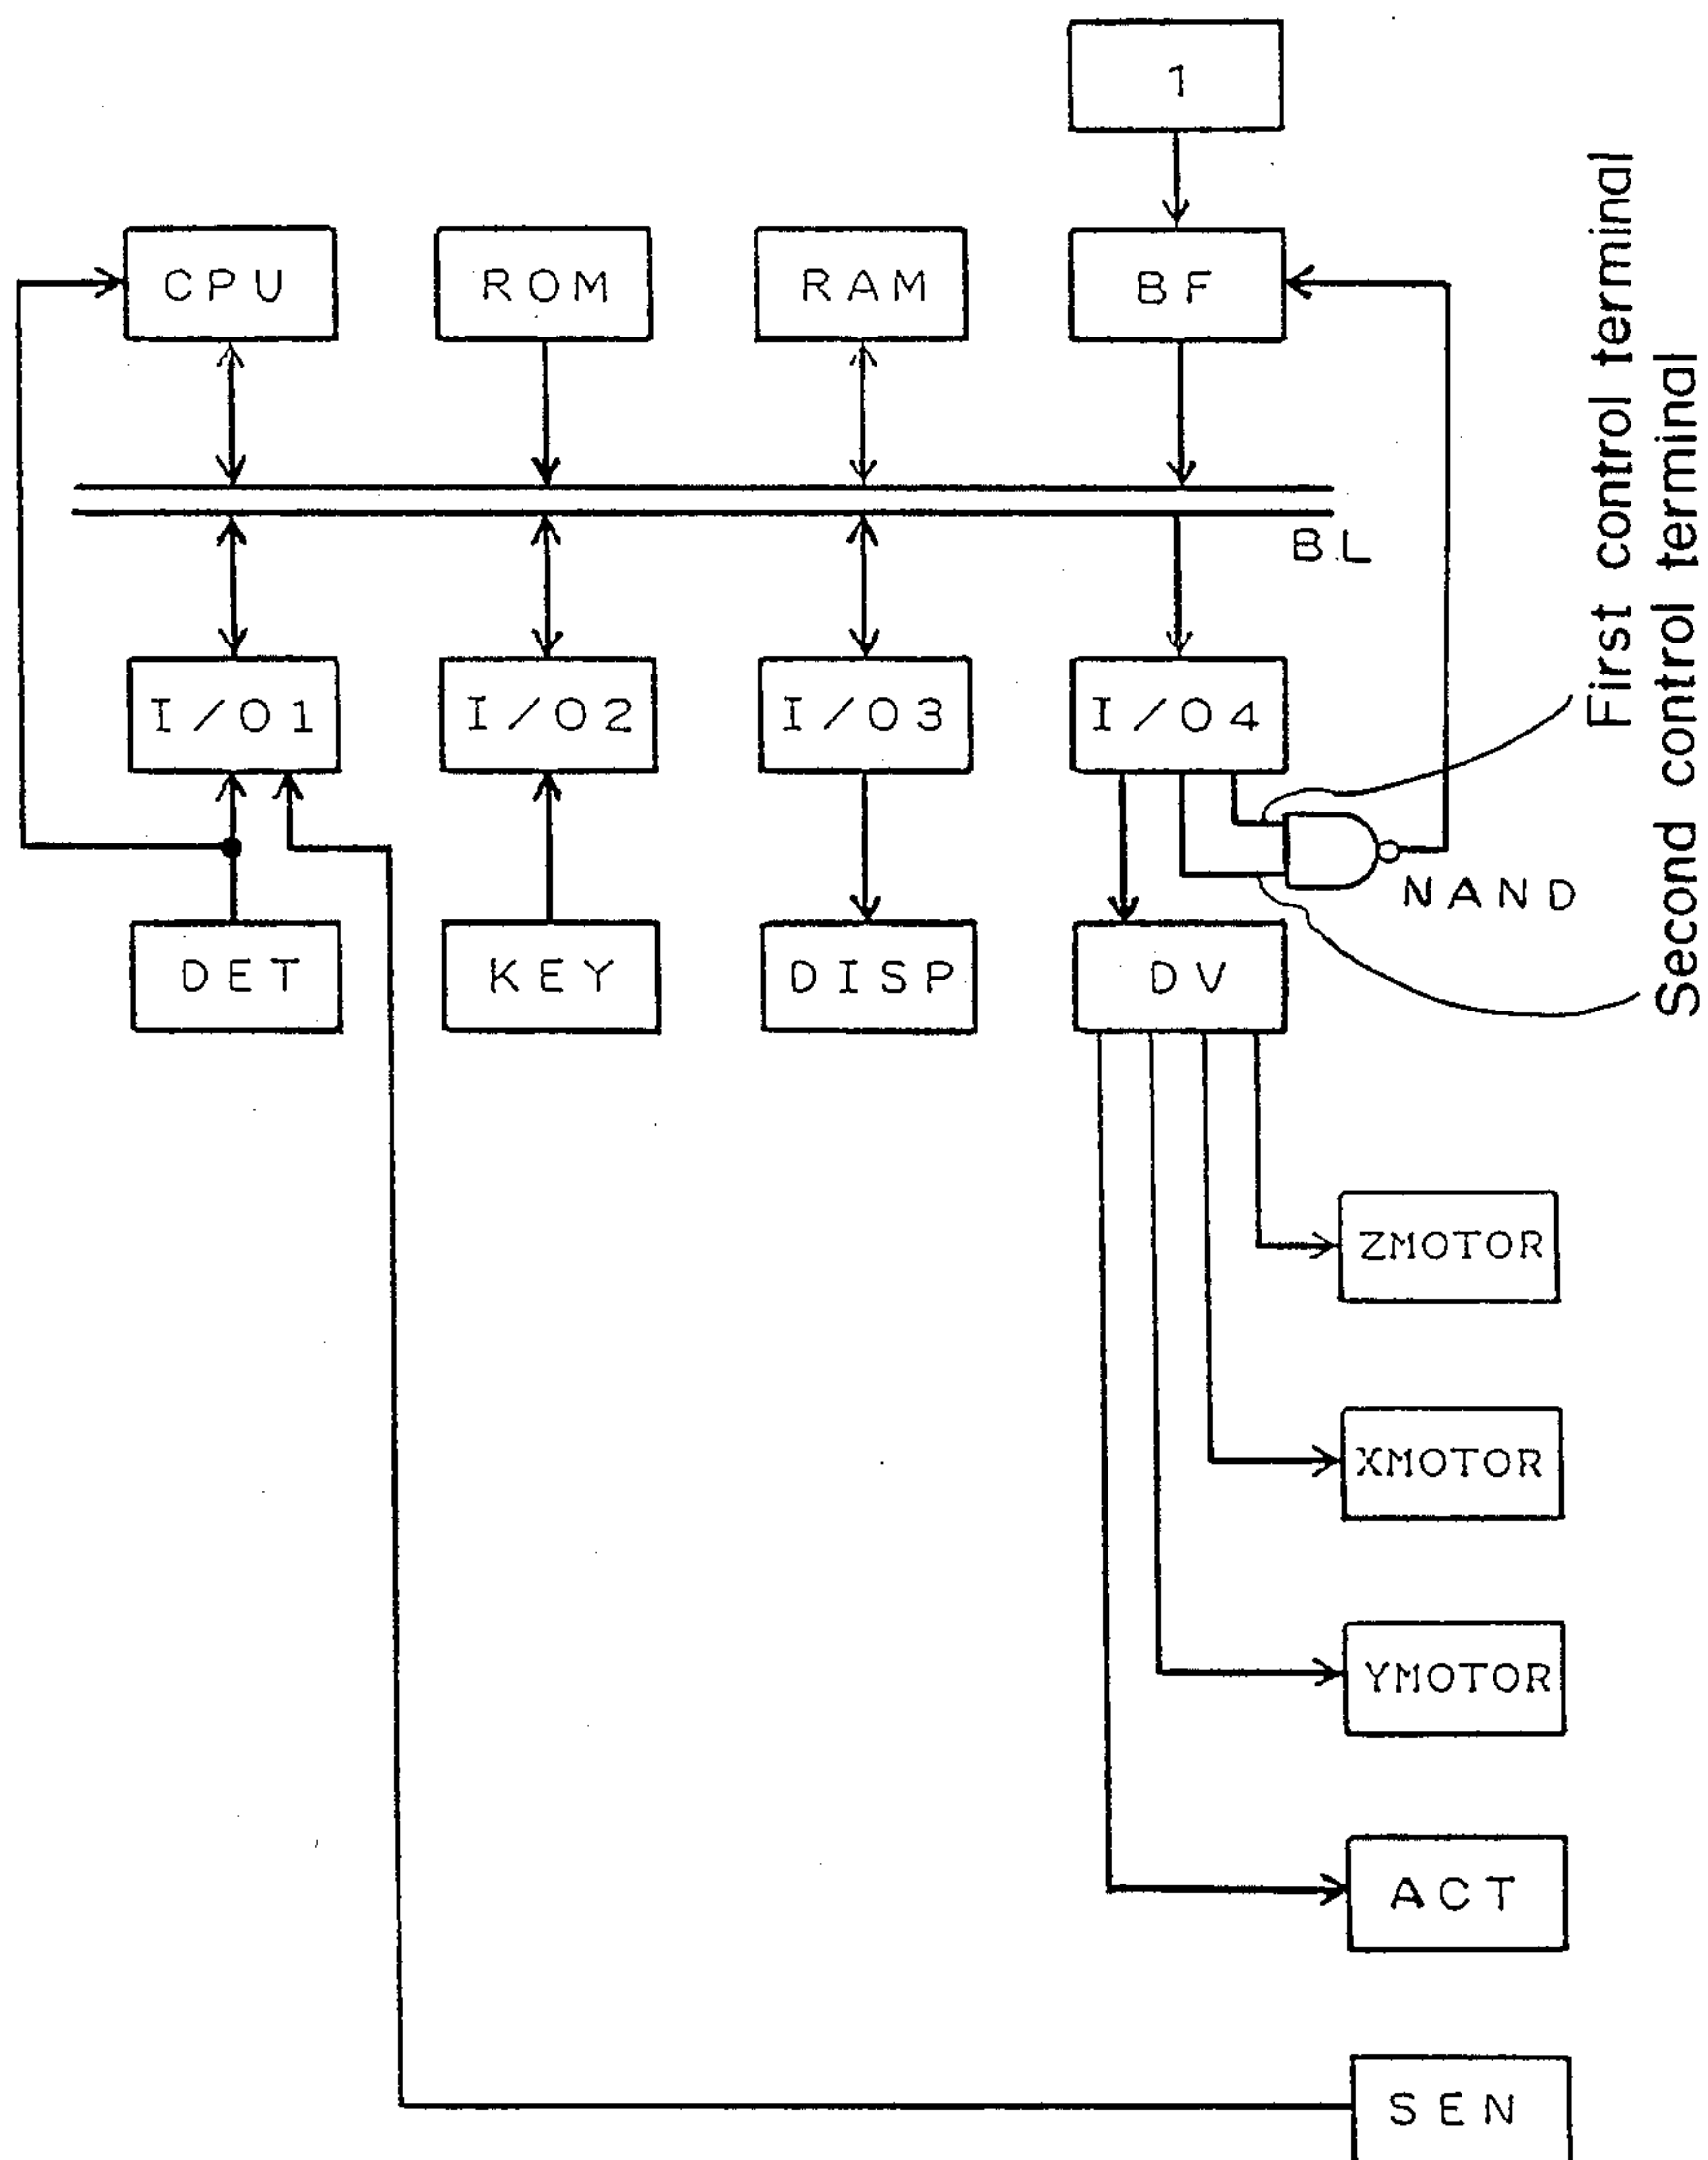 1
CPU
ROM
RAM
BF
BL
I/O1
I/O2
I/O3
I/O4
First control terminal
Second control terminal
NAND
DET
KEY
DISP
DV
ZMOTOR
XMOTOR
YMOTOR
ACT
SEN